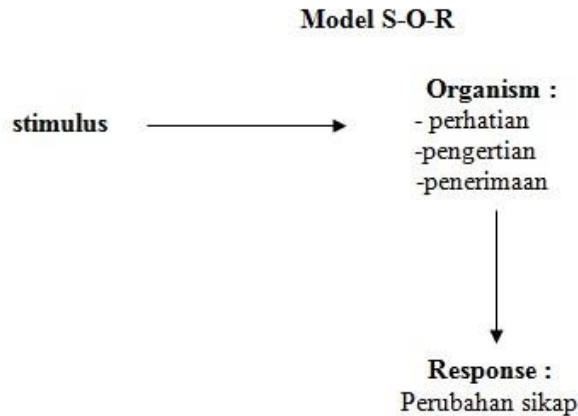 Model S-O-R
stimulus
Organism :
- perhatian
-pengertian
-penerimaan
Response :
Perubahan sikap